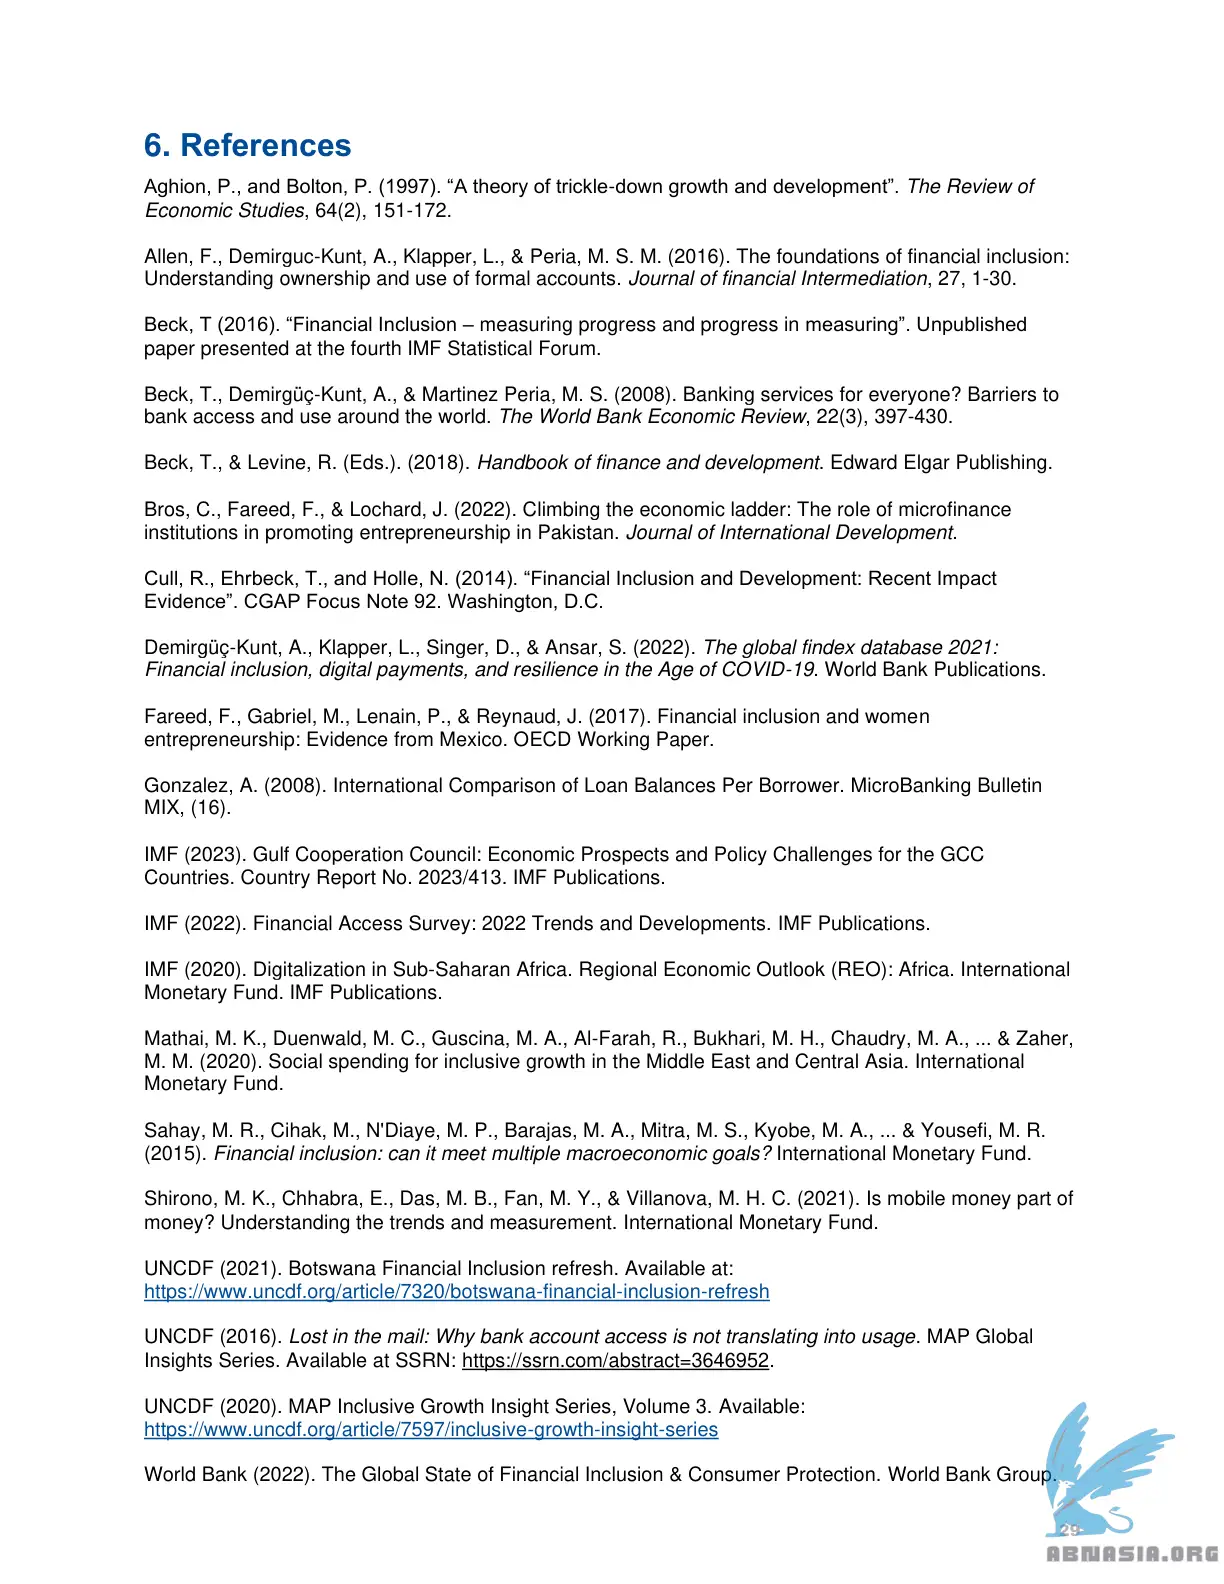 6. References
Aghion, P., and Bolton, P. (1997). “A theory of trickle-down growth and development”. The Review of
Economic Studies, 64(2), 151-172.
Allen, F., Demirguc-Kunt, A., Klapper, L., & Peria, M. S. M. (2016). The foundations of financial inclusion:
Understanding ownership and use of formal accounts. Journal of financial Intermediation, 27, 1-30.
Beck, T (2016). “Financial Inclusion – measuring progress and progress in measuring”. Unpublished
paper presented at the fourth IMF Statistical Forum.
Beck, T., Demirgüç-Kunt, A., & Martinez Peria, M. S. (2008). Banking services for everyone? Barriers to
bank access and use around the world. The World Bank Economic Review, 22(3), 397-430.
Beck, T., & Levine, R. (Eds.). (2018). Handbook of finance and development. Edward Elgar Publishing.
Bros, C., Fareed, F., & Lochard, J. (2022). Climbing the economic ladder: The role of microfinance
institutions in promoting entrepreneurship in Pakistan. Journal of International Development.
Cull, R., Ehrbeck, T., and Holle, N. (2014). “Financial Inclusion and Development: Recent Impact
Evidence”. CGAP Focus Note 92. Washington, D.C.
Demirgüç-Kunt, A., Klapper, L., Singer, D., & Ansar, S. (2022). The global findex database 2021:
Financial inclusion, digital payments, and resilience in the Age of COVID-19. World Bank Publications.
Fareed, F., Gabriel, M., Lenain, P., & Reynaud, J. (2017). Financial inclusion and women
entrepreneurship: Evidence from Mexico. OECD Working Paper.
Gonzalez, A. (2008). International Comparison of Loan Balances Per Borrower. MicroBanking Bulletin
MIX, (16).
IMF (2023). Gulf Cooperation Council: Economic Prospects and Policy Challenges for the GCC
Countries. Country Report No. 2023/413. IMF Publications.
IMF (2022). Financial Access Survey: 2022 Trends and Developments. IMF Publications.
IMF (2020). Digitalization in Sub-Saharan Africa. Regional Economic Outlook (REO): Africa. International
Monetary Fund. IMF Publications.
Mathai, M. K., Duenwald, M. C., Guscina, M. A., Al-Farah, R., Bukhari, M. H., Chaudry, M. A., ... & Zaher,
M. M. (2020). Social spending for inclusive growth in the Middle East and Central Asia. International
Monetary Fund.
Sahay, M. R., Cihak, M., N'Diaye, M. P., Barajas, M. A., Mitra, M. S., Kyobe, M. A., ... & Yousefi, M. R.
(2015). Financial inclusion: can it meet multiple macroeconomic goals? International Monetary Fund.
Shirono, M. K., Chhabra, E., Das, M. B., Fan, M. Y., & Villanova, M. H. C. (2021). Is mobile money part of
money? Understanding the trends and measurement. International Monetary Fund.
UNCDF (2021). Botswana Financial Inclusion refresh. Available at:
https://www.uncdf.org/article/7320/botswana-financial-inclusion-refresh
UNCDF (2016). Lost in the mail: Why bank account access is not translating into usage. MAP Global
Insights Series. Available at SSRN: https://ssrn.com/abstract=3646952.
UNCDF (2020). MAP Inclusive Growth Insight Series, Volume 3. Available:
https://www.uncdf.org/article/7597/inclusive-growth-insight-series
World Bank (2022). The Global State of Financial Inclusion & Consumer Protection. World Bank Group.
29
ABNASIA.ORG